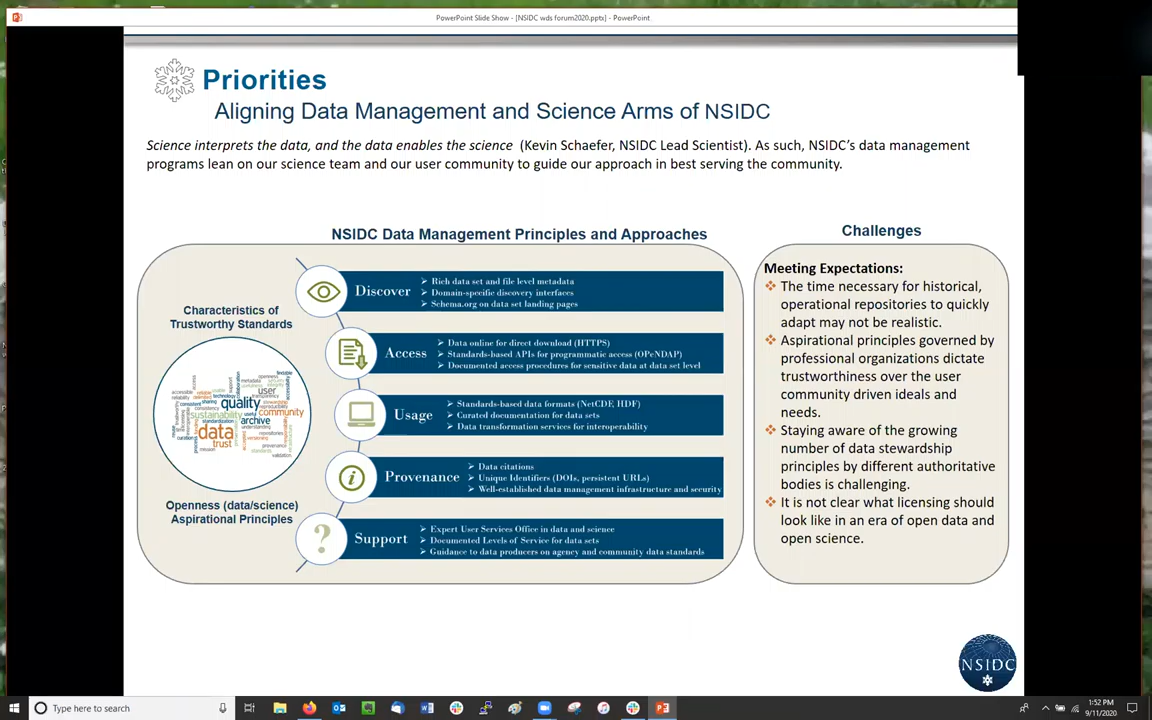 PowerPoint Slide Show - [NSIDC wds forum2020.pptx] - PowerPoint
Priorities
Aligning Data Management and Science Arms of NSIDC
Science interprets the data, and the data enables the science (Kevin Schaefer, NSIDC Lead Scientist). As such, NSIDC's data management
programs lean on our science team and our user community to guide our approach in best serving the community.
NSIDC Data Management Principles and Approaches
Characteristics of
Trustworthy Standards
quality
user
community
sustainability
archive
data
trust
Openness (data/science)
Aspirational Principles
Discover
➢ Rich data set and file level metadata
➢ Domain-specific discovery interfaces
➢ Schema.org on data set landing pages
Access
➢ Data online for direct download (HTTPS)
➢ Standards-based APIs for programmatic access (OPeNDAP)
➢ Documented access procedures for sensitive data at data set level
Usage
➢ Standards-based data formats (NetCDF, HDF)
➢ Curated documentation for data sets
➢ Data transformation services for interoperability
Provenance
➢ Data citations
➢ Unique Identifiers (DOIs, persistent URLs)
➢ Well-established data management infrastructure and security
Support
➢ Expert User Services Office in data and science
➢ Documented Levels of Service for data sets
➢ Guidance to data producers on agency and community data standards
Challenges
Meeting Expectations:
❖ The time necessary for historical,
operational repositories to quickly
adapt may not be realistic.
❖ Aspirational principles governed by
professional organizations dictate
trustworthiness over the user
community driven ideals and
needs.
❖ Staying aware of the growing
number of data stewardship
principles by different authoritative
bodies is challenging.
❖ It is not clear what licensing should
look like in an era of open data and
open science.
NSIDC
Type here to search
1:52 PM
9/11/2020